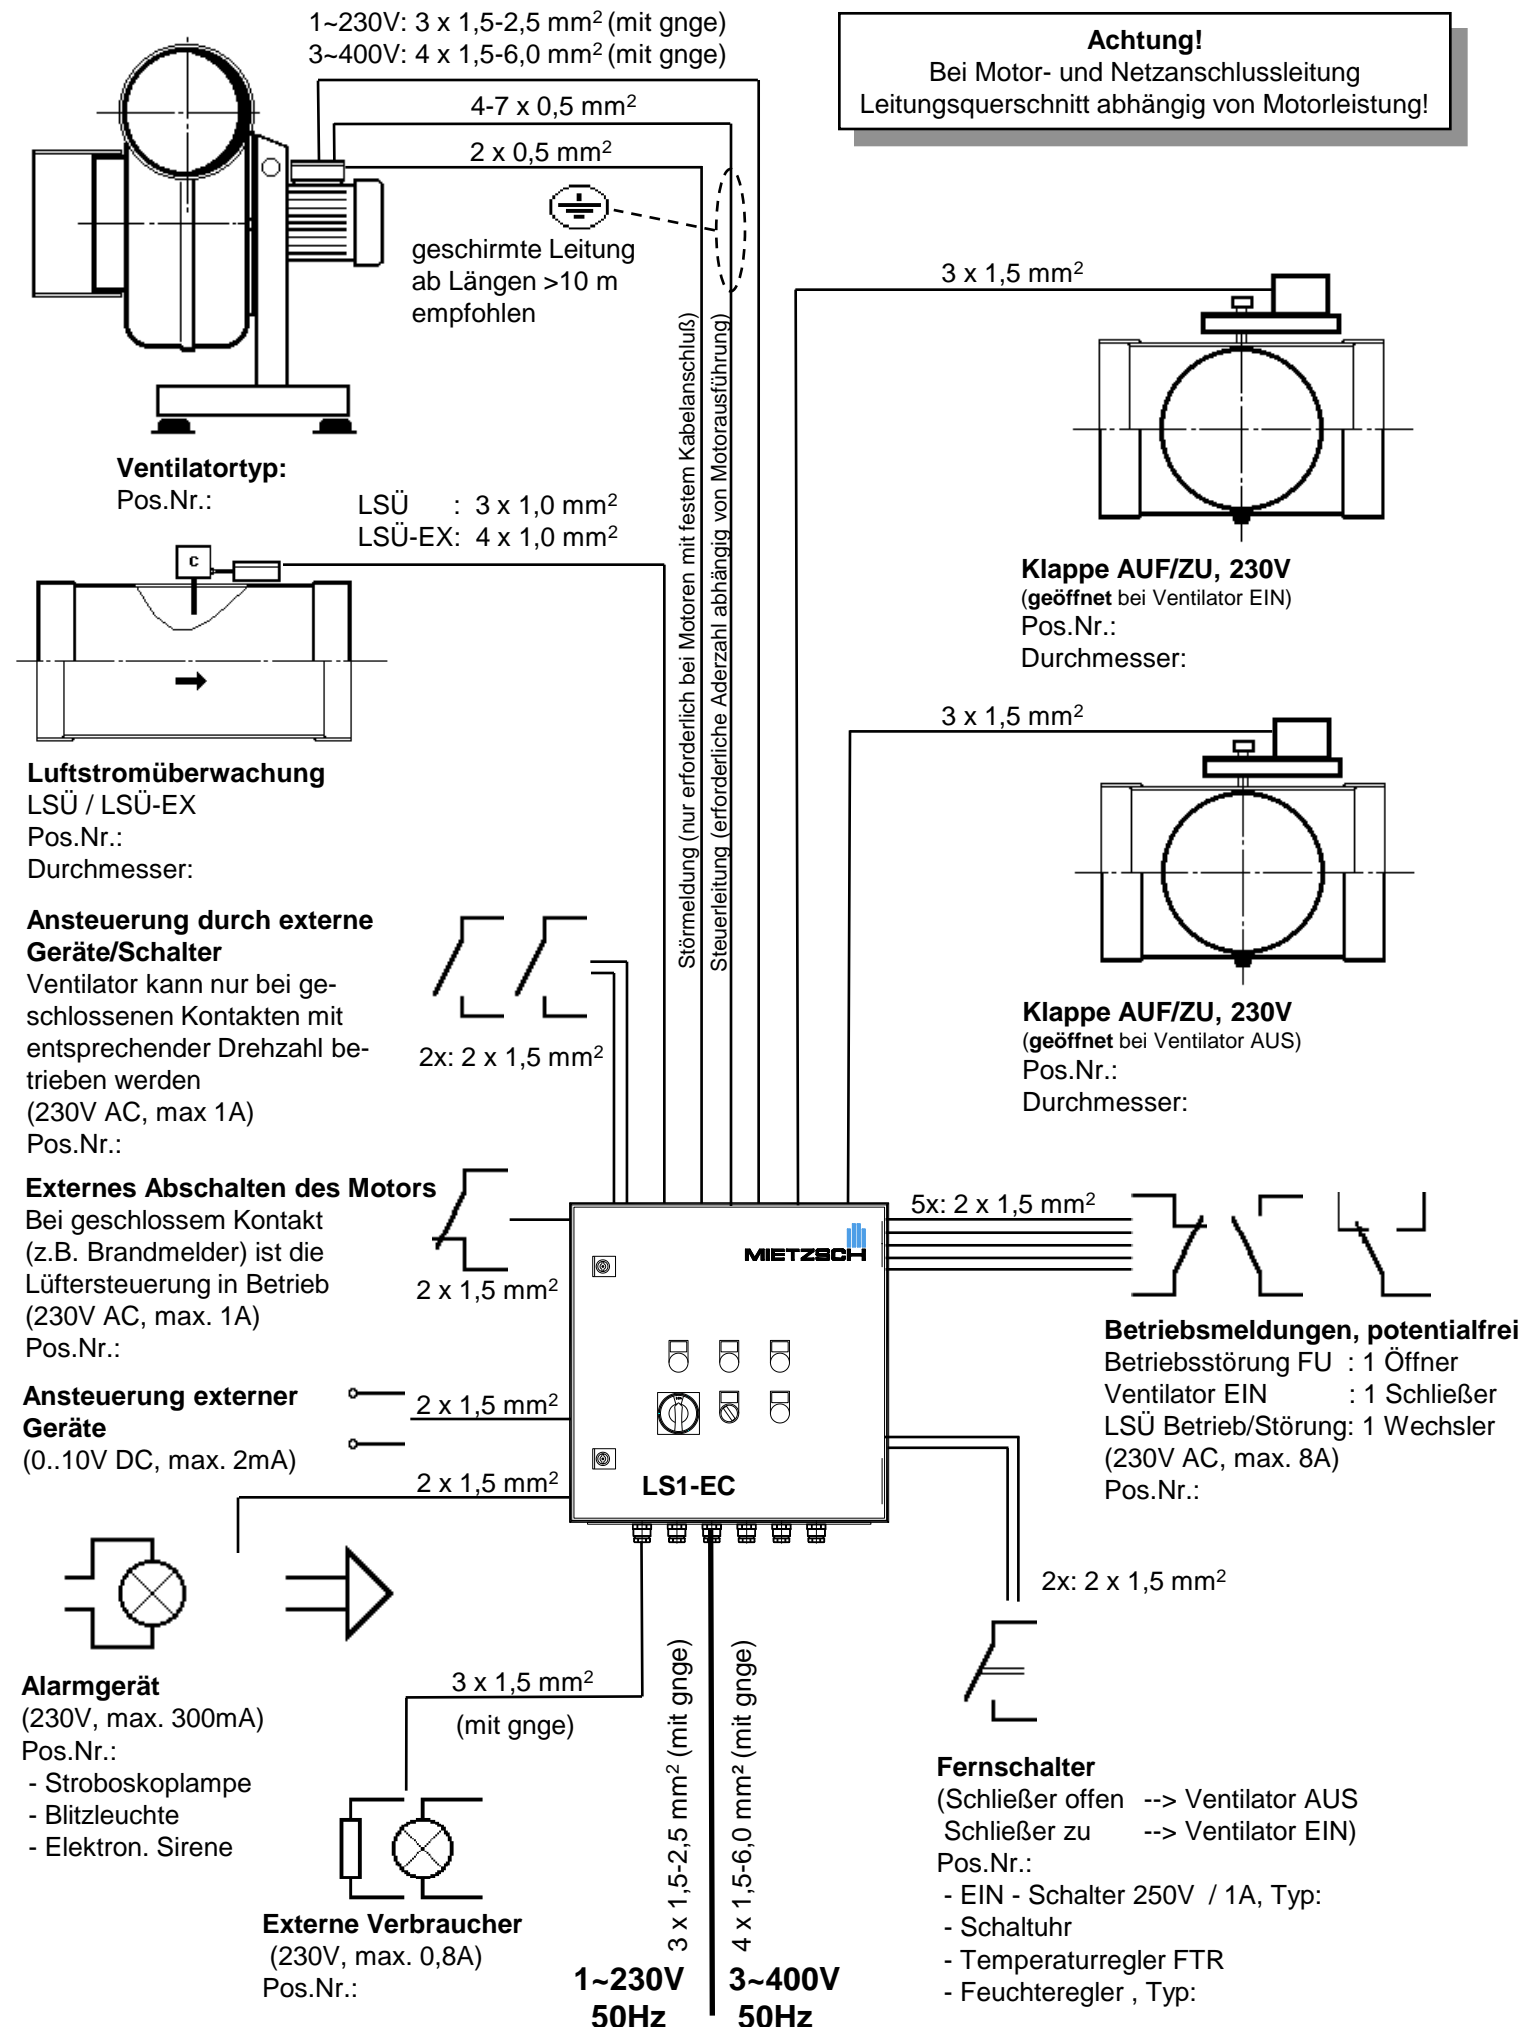 1~230V: 3 x 1,5-2,5 mm² (mit gnge)
3~400V: 4 x 1,5-6,0 mm² (mit gnge)
4-7 x 0,5 mm²
2 x 0,5 mm²
Achtung!
Bei Motor- und Netzanschlussleitung
Leitungsquerschnitt abhängig von Motorleistung!
geschirmte Leitung
ab Längen >10 m
empfohlen
Störmeldung (nur erforderlich bei Motoren mit festem Kabelanschluß)
Steuerleitung (erforderliche Aderzahl abhängig von Motorausführung)
3 x 1,5 mm²
Ventilatortyp:
Pos.Nr.:
LSÜ : 3 x 1,0 mm²
LSÜ-EX: 4 x 1,0 mm²
C
Klappe AUF/ZU, 230V
(geöffnet bei Ventilator EIN)
Pos.Nr.:
Durchmesser:
3 x 1,5 mm²
Luftstromüberwachung
LSÜ / LSÜ-EX
Pos.Nr.:
Durchmesser:
Ansteuerung durch externe
Geräte/Schalter
Ventilator kann nur bei ge-
schlossenen Kontakten mit
entsprechender Drehzahl be-
trieben werden
(230V AC, max 1A)
Pos.Nr.:
2x: 2 x 1,5 mm²
Klappe AUF/ZU, 230V
(geöffnet bei Ventilator AUS)
Pos.Nr.:
Durchmesser:
Externes Abschalten des Motors
Bei geschlossem Kontakt
(z.B. Brandmelder) ist die
Lüftersteuerung in Betrieb
(230V AC, max. 1A)
Pos.Nr.:
2 x 1,5 mm²
MIETZSCH
5x: 2 x 1,5 mm²
Betriebsmeldungen, potentialfrei
Betriebsstörung FU : 1 Öffner
Ventilator EIN : 1 Schließer
LSÜ Betrieb/Störung: 1 Wechsler
(230V AC, max. 8A)
Pos.Nr.:
Ansteuerung externer
Geräte
(0..10V DC, max. 2mA)
2 x 1,5 mm²
2 x 1,5 mm²
LS1-EC
2x: 2 x 1,5 mm²
Alarmgerät
(230V, max. 300mA)
Pos.Nr.:
- Stroboskoplampe
- Blitzleuchte
- Elektron. Sirene
3 x 1,5 mm²
(mit gnge)
Externe Verbraucher
(230V, max. 0,8A)
Pos.Nr.:
3 x 1,5-2,5 mm² (mit gnge)
4 x 1,5-6,0 mm² (mit gnge)
1~230V
50Hz
3~400V
50Hz
Fernschalter
(Schließer offen --> Ventilator AUS
Schließer zu --> Ventilator EIN)
Pos.Nr.:
- EIN - Schalter 250V / 1A, Typ:
- Schaltuhr
- Temperaturregler FTR
- Feuchteregler , Typ: